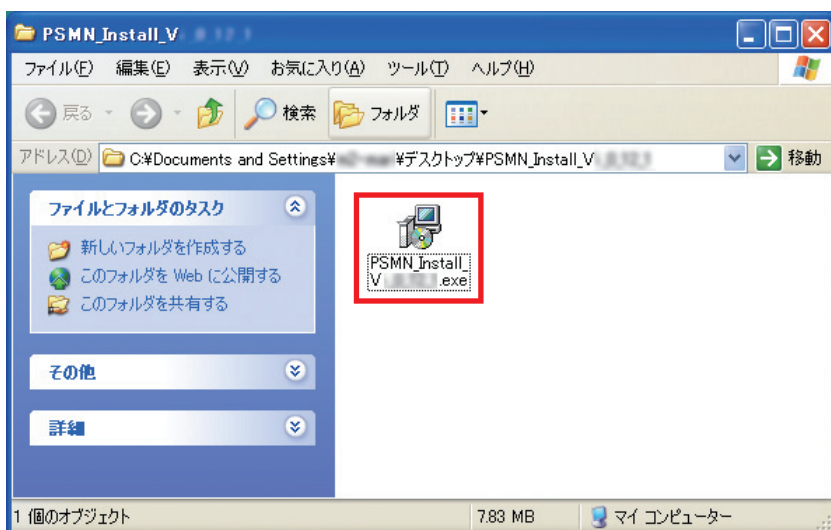 PSMN_Install_V
ファイル(F) 編集(E) 表示(V) お気に入り(A) ツール(T) ヘルプ(H)
戻る 検索 フォルダ
アドレス(D) C:¥Documents and Settings¥ ¥デスクトップ¥PSMN_Install_V 移動
ファイルとフォルダのタスク
新しいフォルダを作成する
このフォルダを Web に公開する
このフォルダを共有する
その他
詳細
PSMN_Install_
V .exe
1 個のオブジェクト 7.83 MB マイ コンピューター